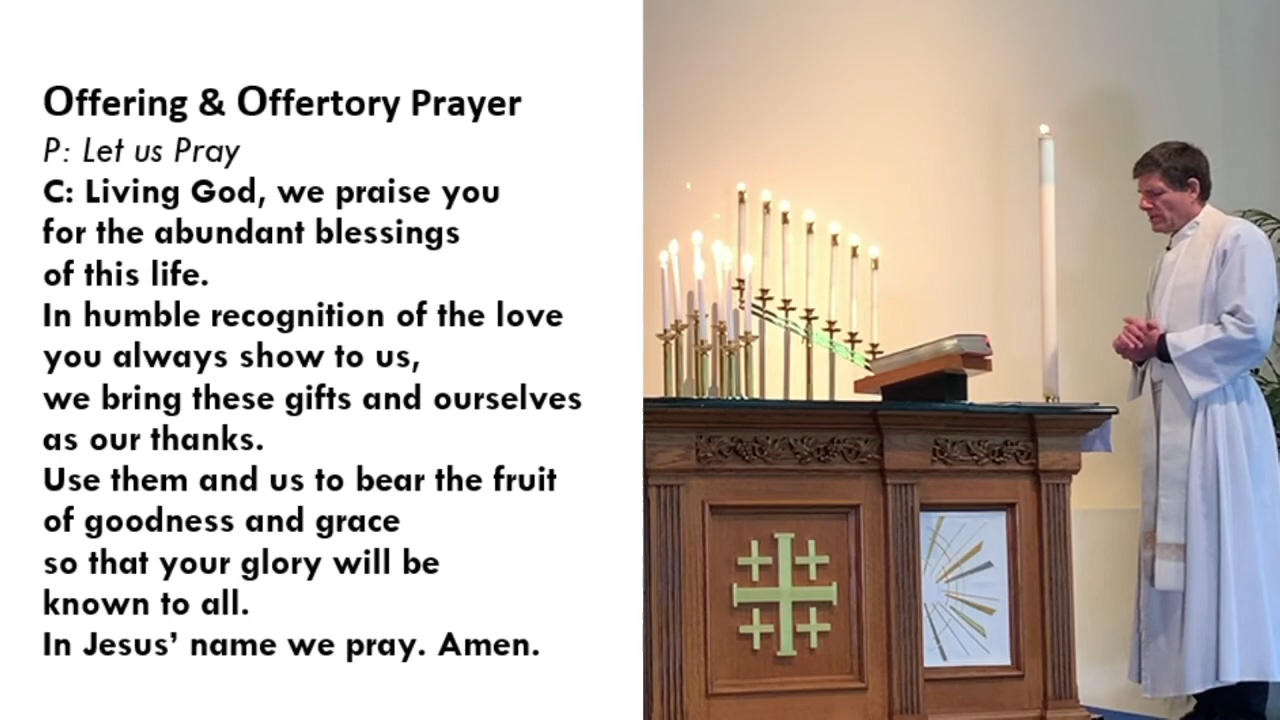 Offering & Offertory Prayer
P: Let us Pray
C: Living God, we praise you
for the abundant blessings
of this life.
In humble recognition of the love
you always show to us,
we bring these gifts and ourselves
as our thanks.
Use them and us to bear the fruit
of goodness and grace
so that your glory will be
known to all.
In Jesus’ name we pray. Amen.